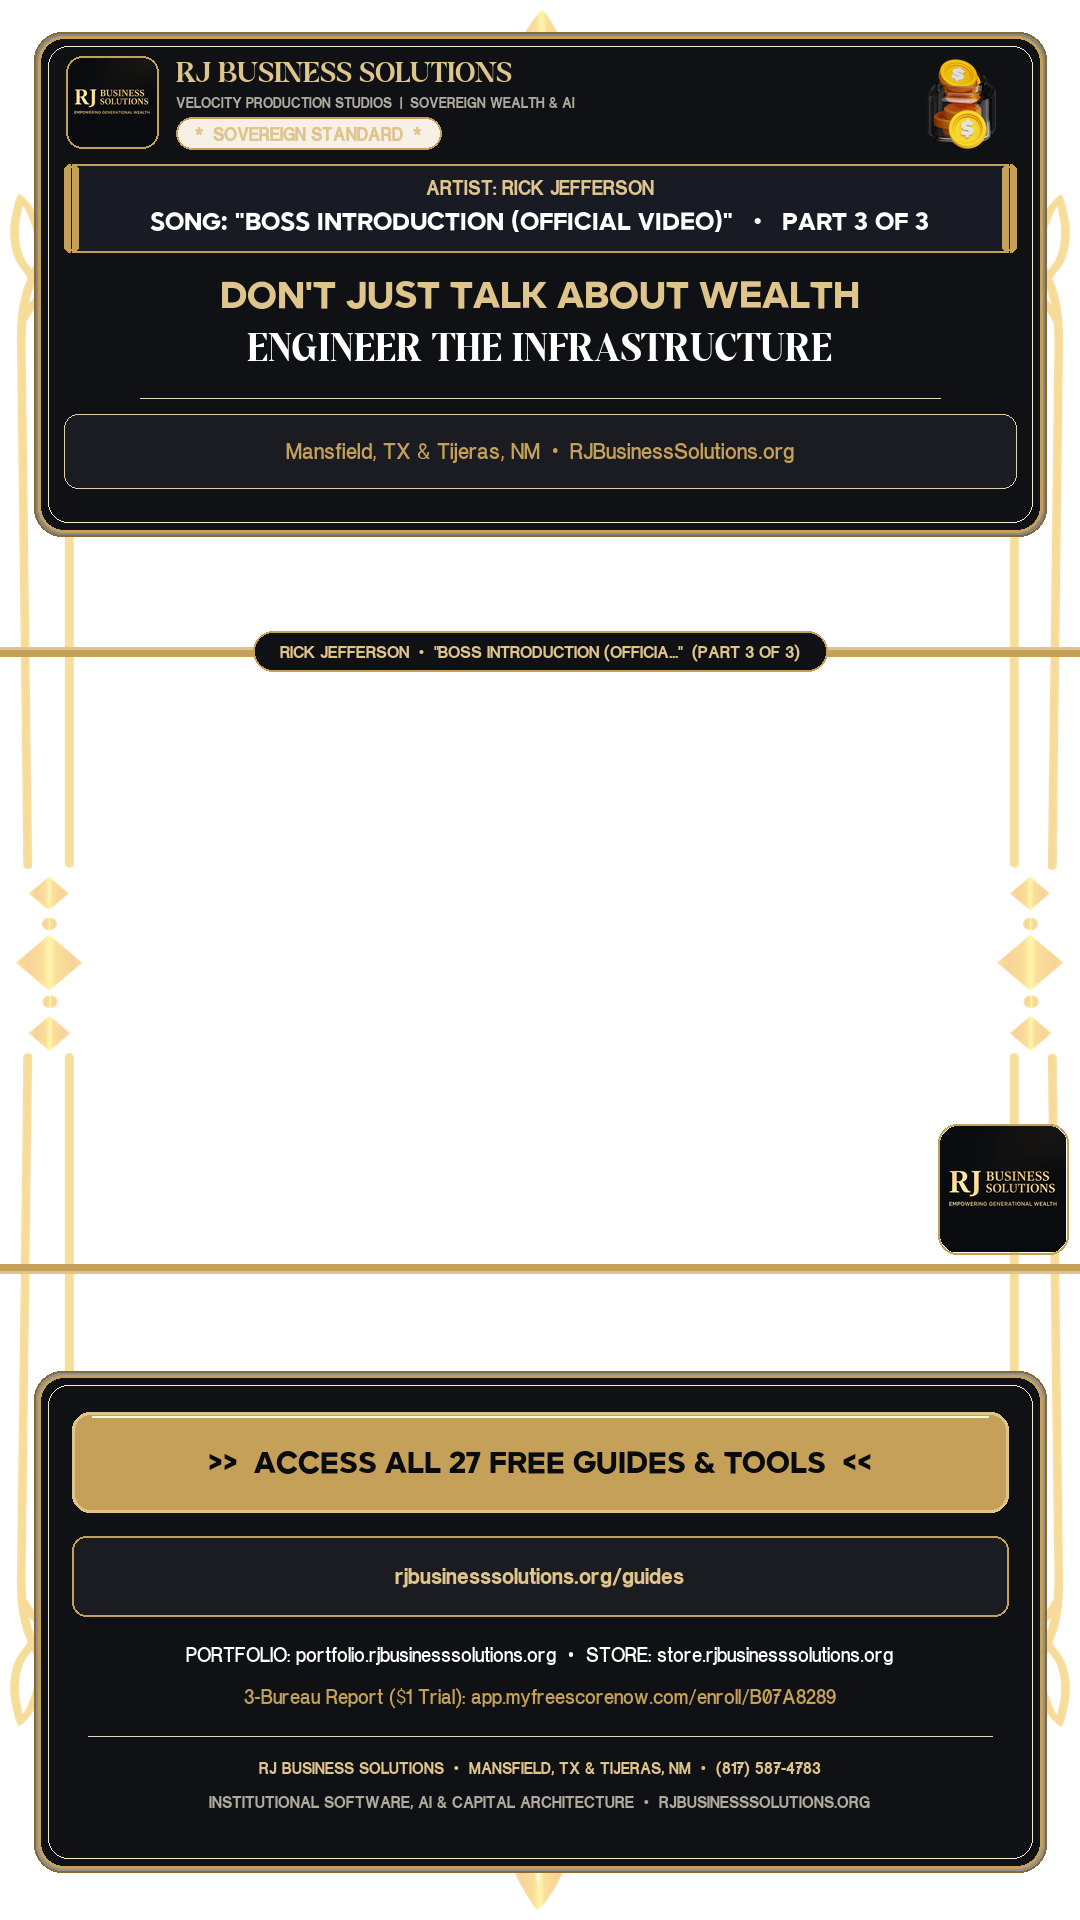 RJ BUSINESS SOLUTIONS
EMPOWERING GENERATIONAL WEALTH
RJ BUSINESS SOLUTIONS
VELOCITY PRODUCTION STUDIOS | SOVEREIGN WEALTH & AI
* SOVEREIGN STANDARD *
ARTIST: RICK JEFFERSON
SONG: "BOSS INTRODUCTION (OFFICIAL VIDEO)" • PART 3 OF 3
DON'T JUST TALK ABOUT WEALTH
ENGINEER THE INFRASTRUCTURE
Mansfield, TX & Tijeras, NM • RJBusinessSolutions.org
RICK JEFFERSON • "BOSS INTRODUCTION (OFFICIA..." (PART 3 OF 3)
RJ BUSINESS SOLUTIONS
EMPOWERING GENERATIONAL WEALTH
>> ACCESS ALL 27 FREE GUIDES & TOOLS <<
rjbusinesssolutions.org/guides
PORTFOLIO: portfolio.rjbusinesssolutions.org • STORE: store.rjbusinesssolutions.org
3-Bureau Report ($1 Trial): app.myfreescorenow.com/enroll/B07A8289
RJ BUSINESS SOLUTIONS • MANSFIELD, TX & TIJERAS, NM • (817) 587-4783
INSTITUTIONAL SOFTWARE, AI & CAPITAL ARCHITECTURE • RJBUSINESSSOLUTIONS.ORG